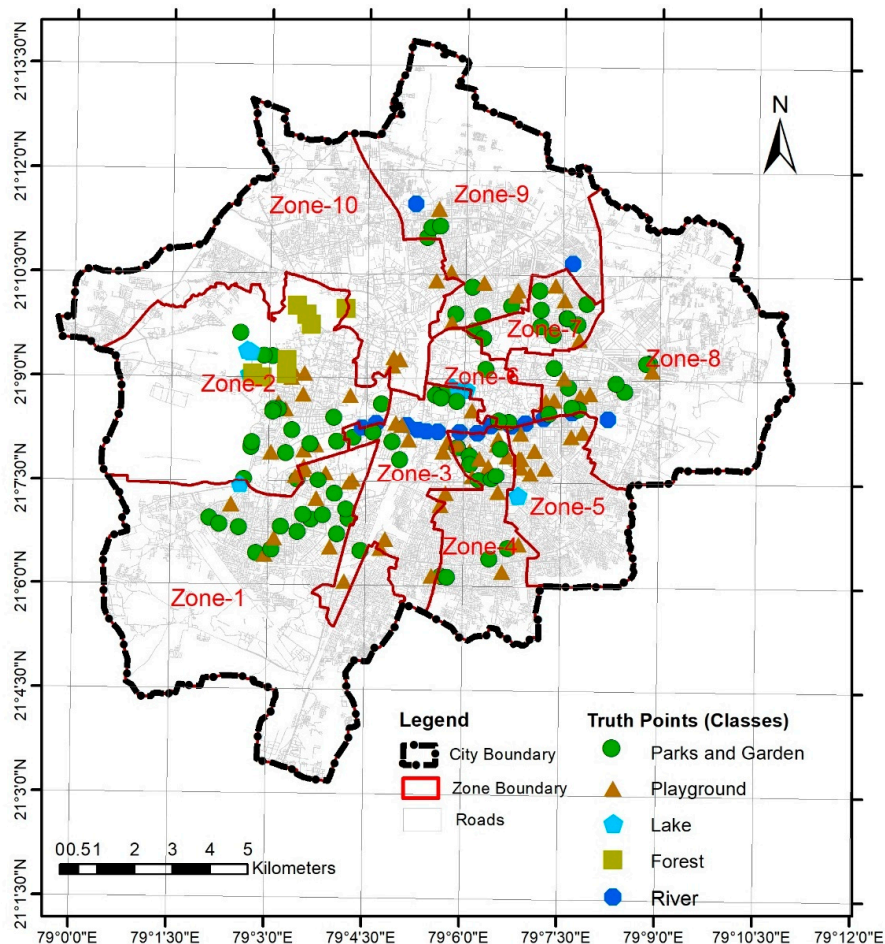 N
Zone-9
Zone-10
Zone-7
Zone-8
Zone-6
Zone-2
Zone-3
Zone-5
Zone-4
Zone-1
21°13'30"N
21°12'0"N
21°10'30"N
21°9'0"N
21°7'30"N
21°6'0"N
21°4'30"N
21°3'0"N
21°1'30"N
Legend
City Boundary
Zone Boundary
Roads
Truth Points (Classes)
Parks and Garden
Playground
Lake
Forest
River
00.51 2 3 4 5
Kilometers
79°0'0"E 79°1'30"E 79°3'0"E 79°4'30"E 79°6'0"E 79°7'30"E 79°9'0"E 79°10'30"E 79°12'0"E